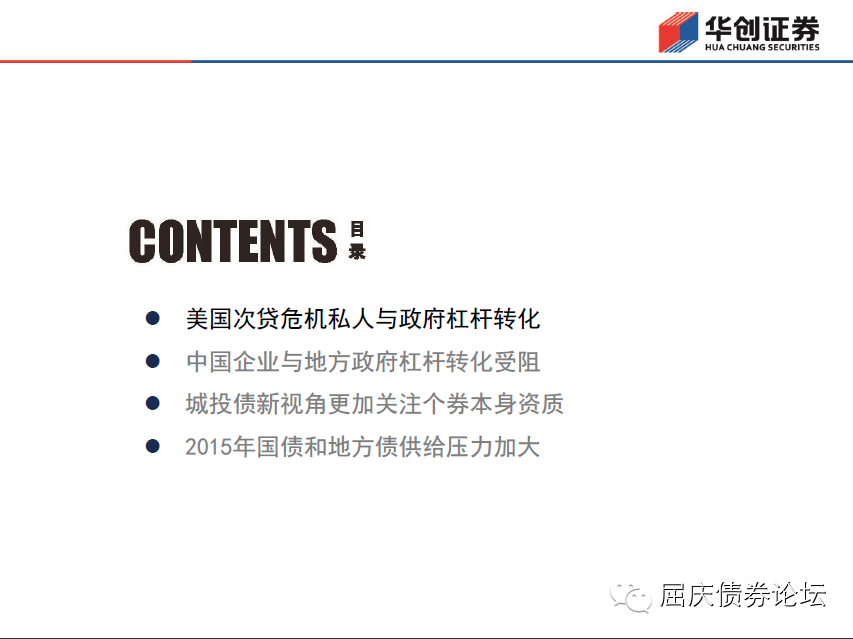 华创证券
HUA CHUANG SECURITIES
CONTENTS 目录
美国次贷危机私人与政府杠杆转化
中国企业与地方政府杠杆转化受阻
城投债新视角更加关注个券本身资质
2015年国债和地方债供给压力加大
屈庆债券论坛